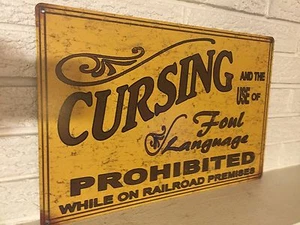 CURSING
AND THE
USE OF
Foul
Language
PROHIBITED
WHILE ON RAILROAD PREMISES